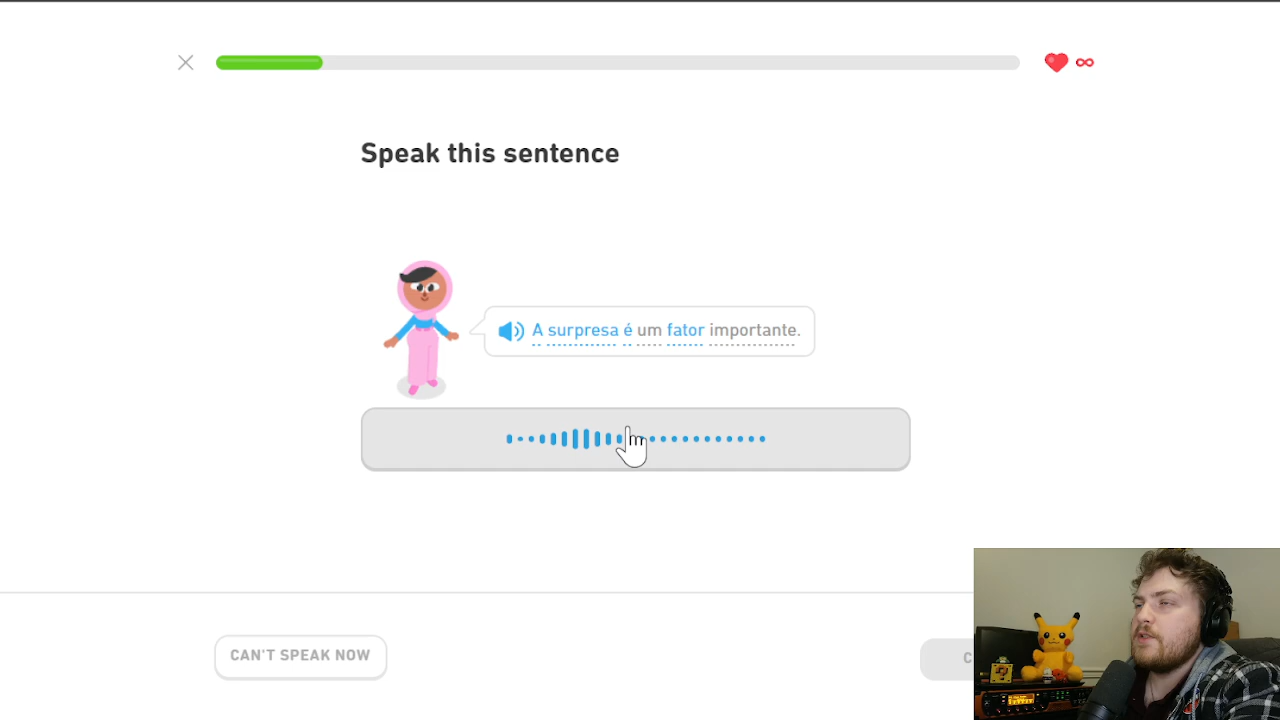 Speak this sentence
A surpresa é um fator importante.
CAN'T SPEAK NOW
C